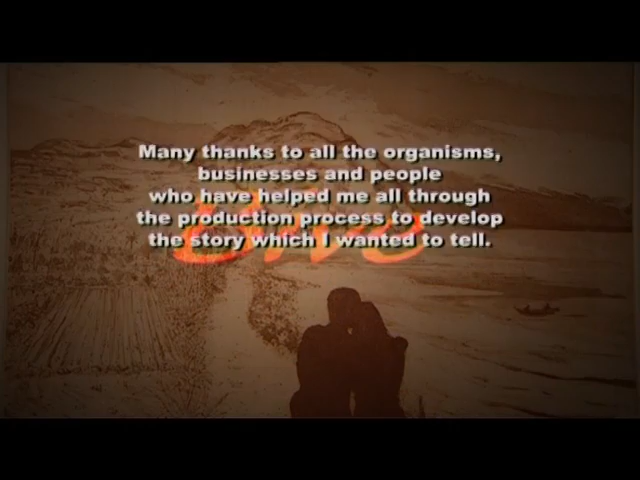 Many thanks to all the organisms,
businesses and people
who have helped me all through
the production process to develop
the story which I wanted to tell.